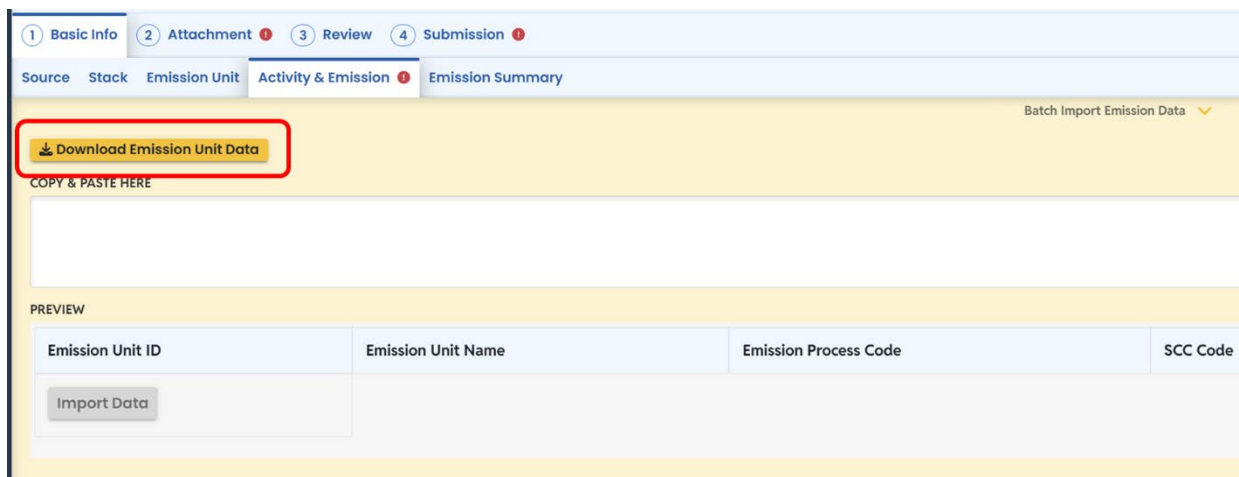 1 Basic Info 2 Attachment ! 3 Review 4 Submission !
Source Stack Emission Unit Activity & Emission ! Emission Summary
Batch Import Emission Data
Download Emission Unit Data
COPY & PASTE HERE
PREVIEW
Emission Unit ID Emission Unit Name Emission Process Code SCC Code
Import Data